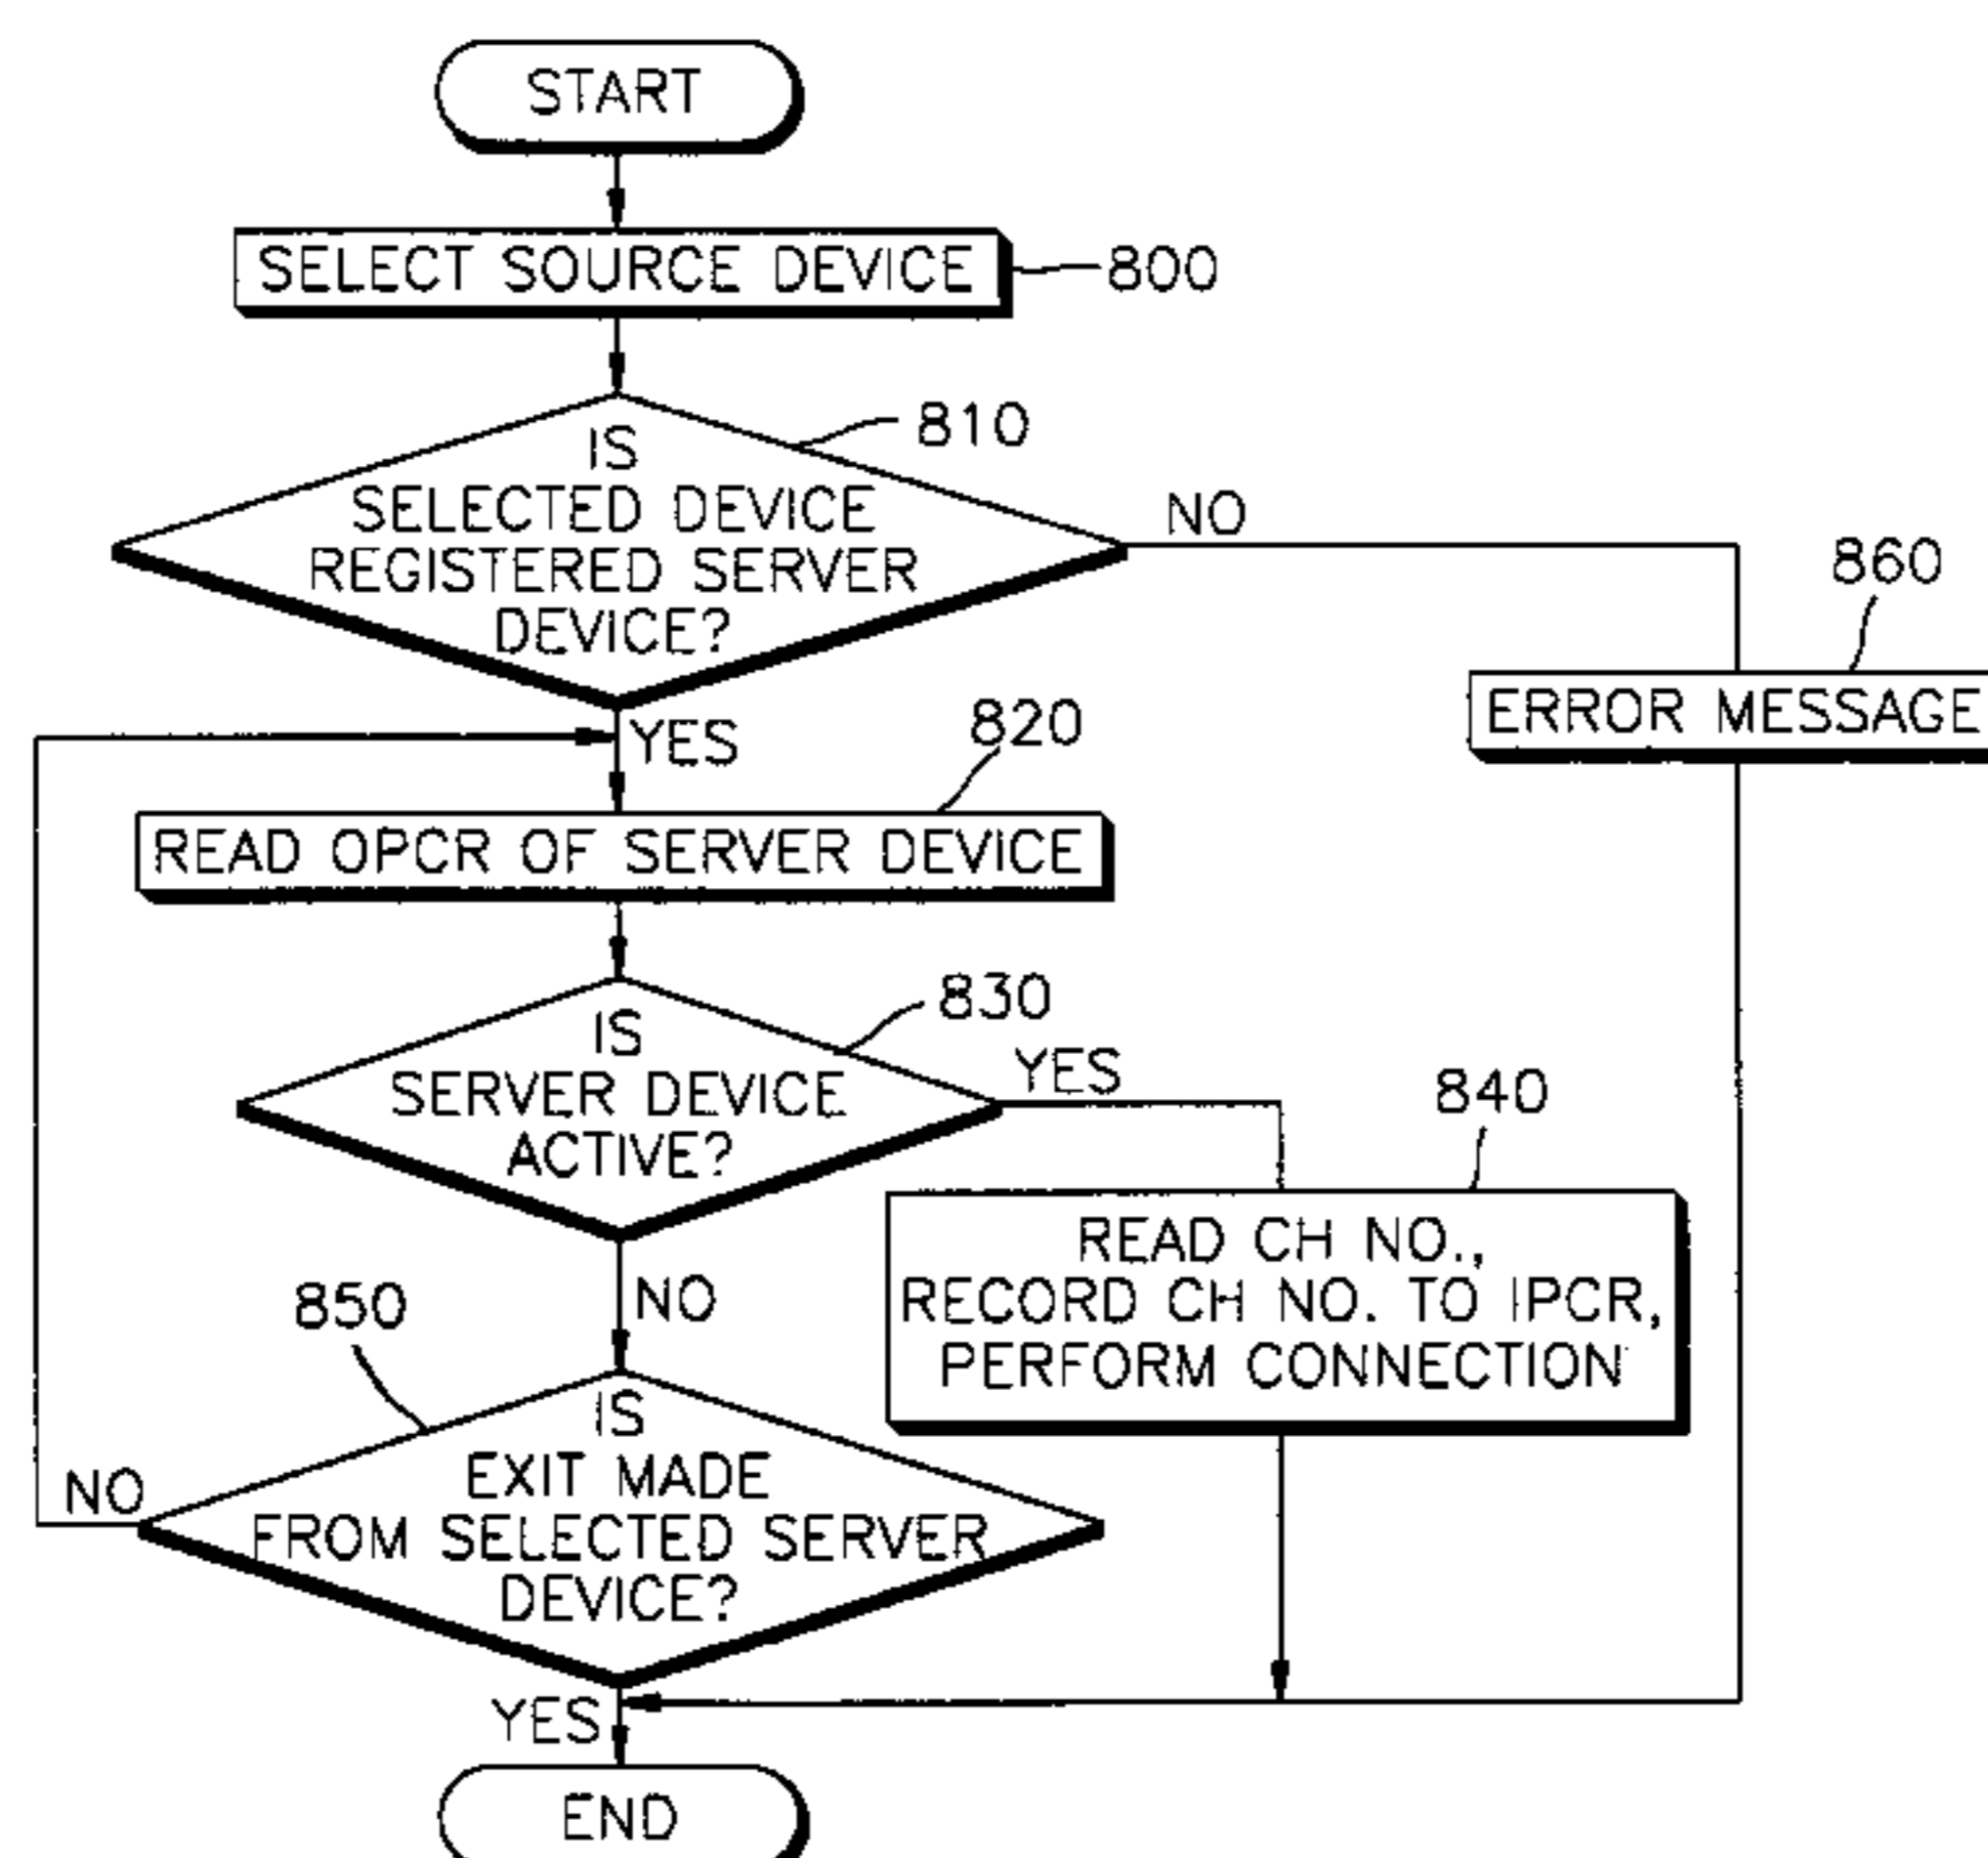 START
SELECT SOURCE DEVICE
800
810
IS
SELECTED DEVICE
REGISTERED SERVER
DEVICE?
NO
860
ERROR MESSAGE
YES
820
READ OPCR OF SERVER DEVICE
830
IS
SERVER DEVICE
ACTIVE?
YES
840
READ CH NO.,
RECORD CH NO. TO IPCR,
PERFORM CONNECTION
NO
850
IS
EXIT MADE
FROM SELECTED SERVER
DEVICE?
NO
YES
END